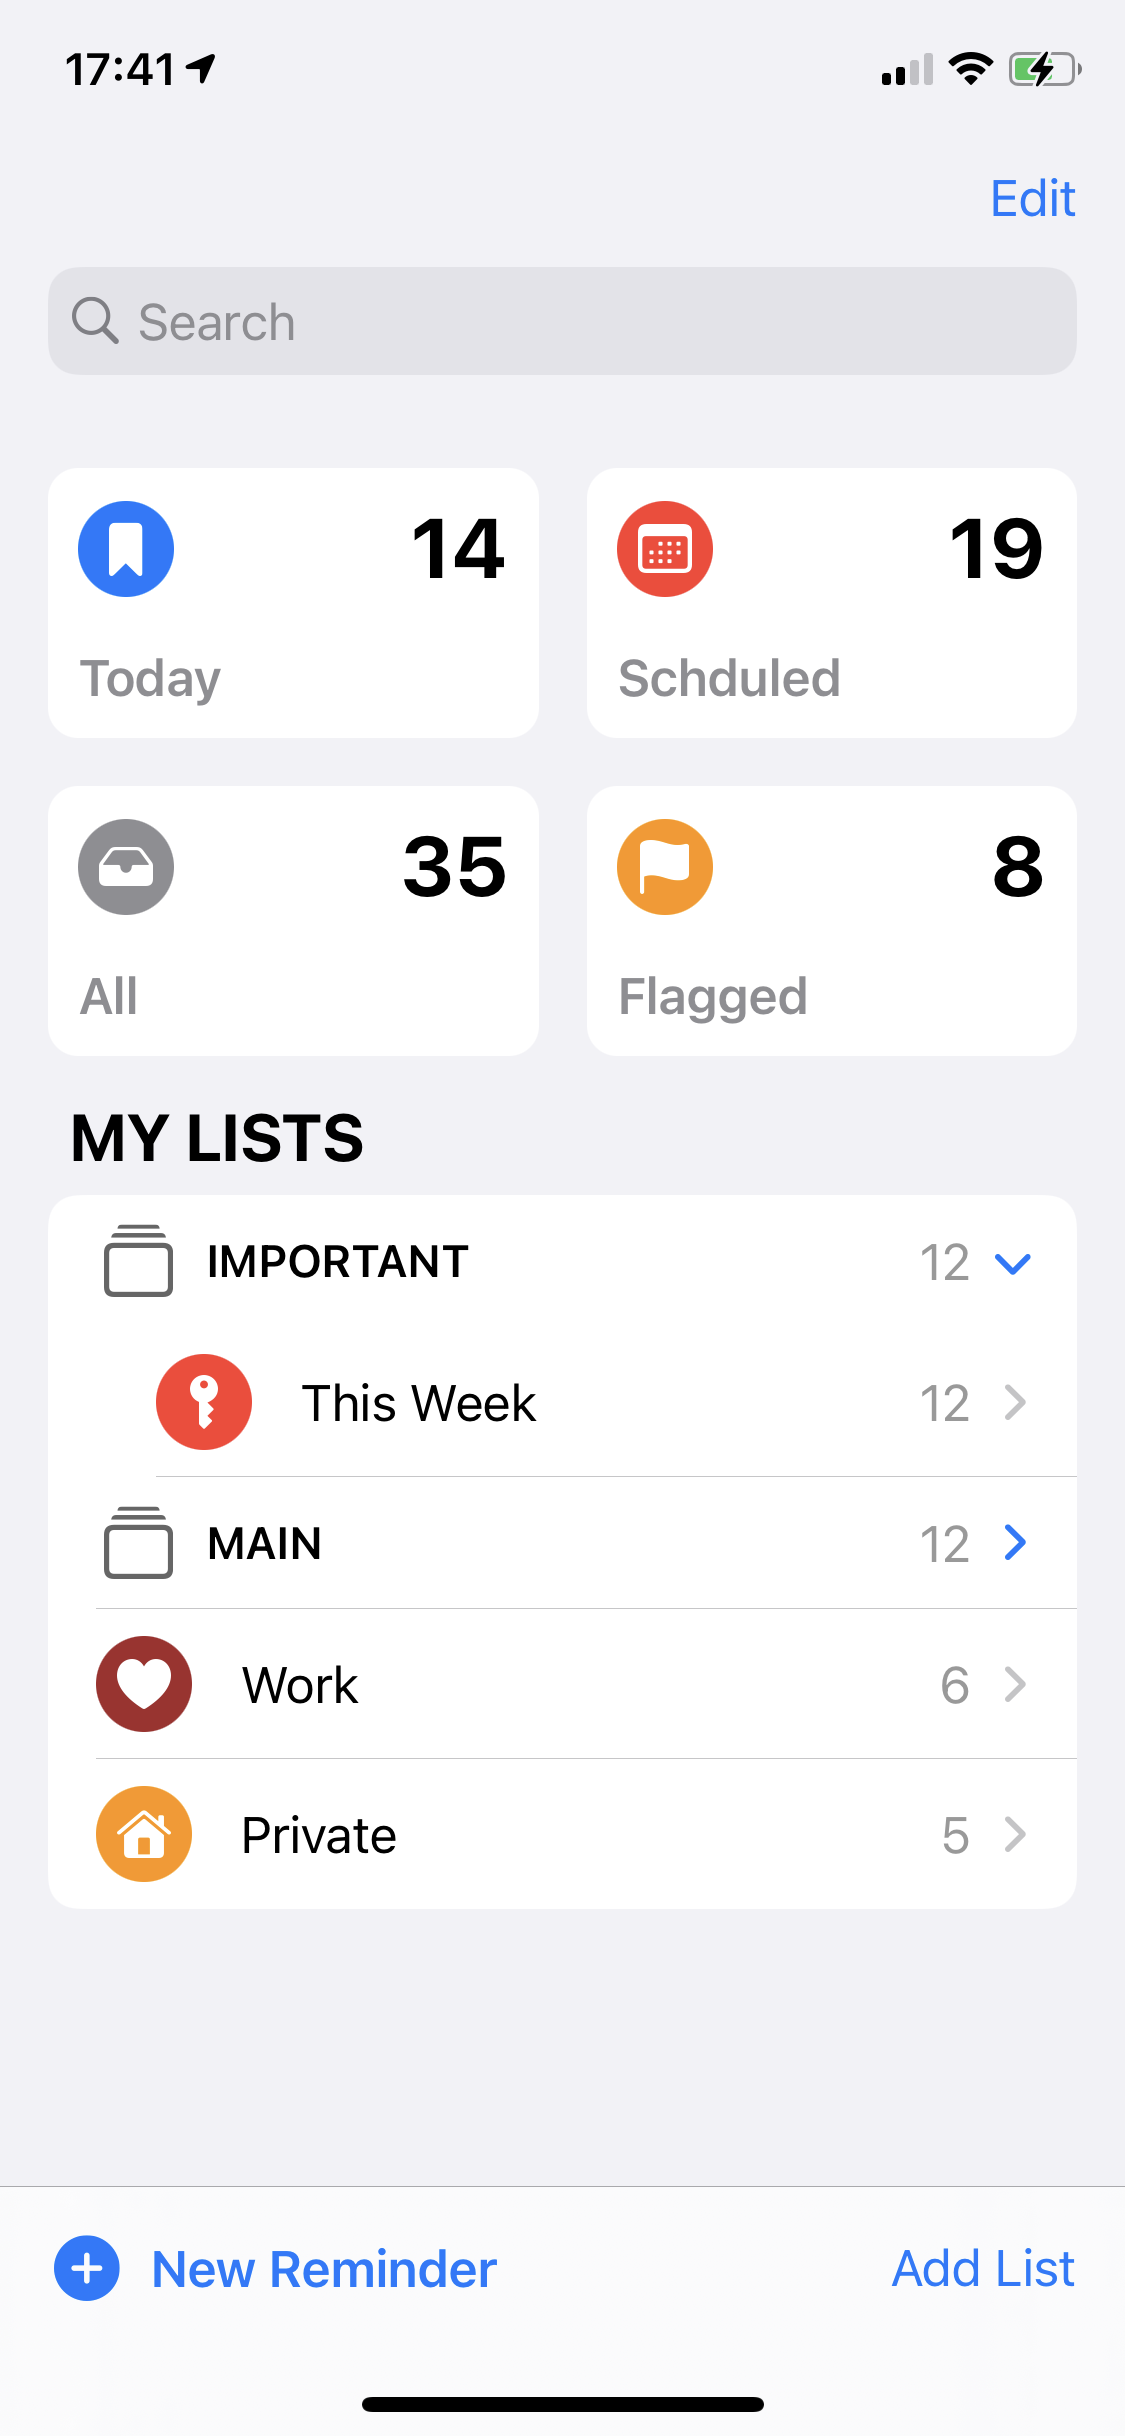 17:41
Edit
Search
14
Today
19
Schduled
35
All
8
Flagged
MY LISTS
IMPORTANT 12
This Week 12
MAIN 12
Work 6
Private 5
New Reminder
Add List